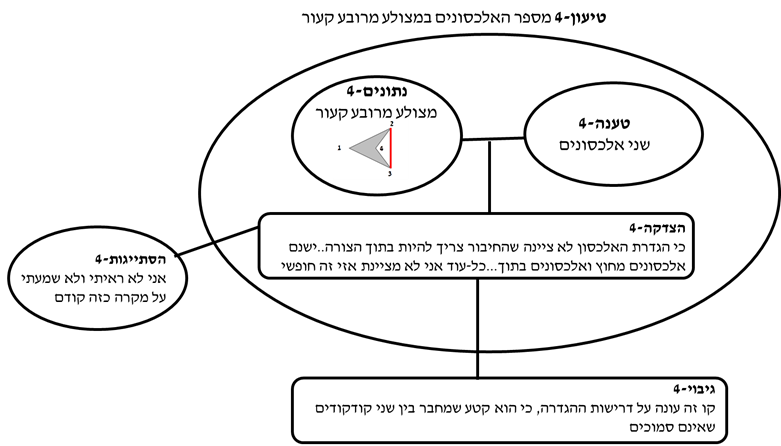 טיעון-4 מספר האלכסונים במצולע מרובע קעור
נתונים-4
מצולע מרובע קעור
2
1
4
3
טענה-4
שני אלכסונים
הצדקה-4
כי הגדרת האלכסון לא ציינה שהחיבור צריך להיות בתוך הצורה..ישנם
אלכסונים מחוץ ואלכסונים בתוך...כל-עוד אני לא מציינת אזי זה חופשי
הסתייגות-4
אני לא ראיתי ולא שמעתי
על מקרה כזה קודם
גיבוי-4
קו זה עונה על דרישות ההגדרה, כי הוא קטע שמחבר בין שני קודקודים
שאינם סמוכים